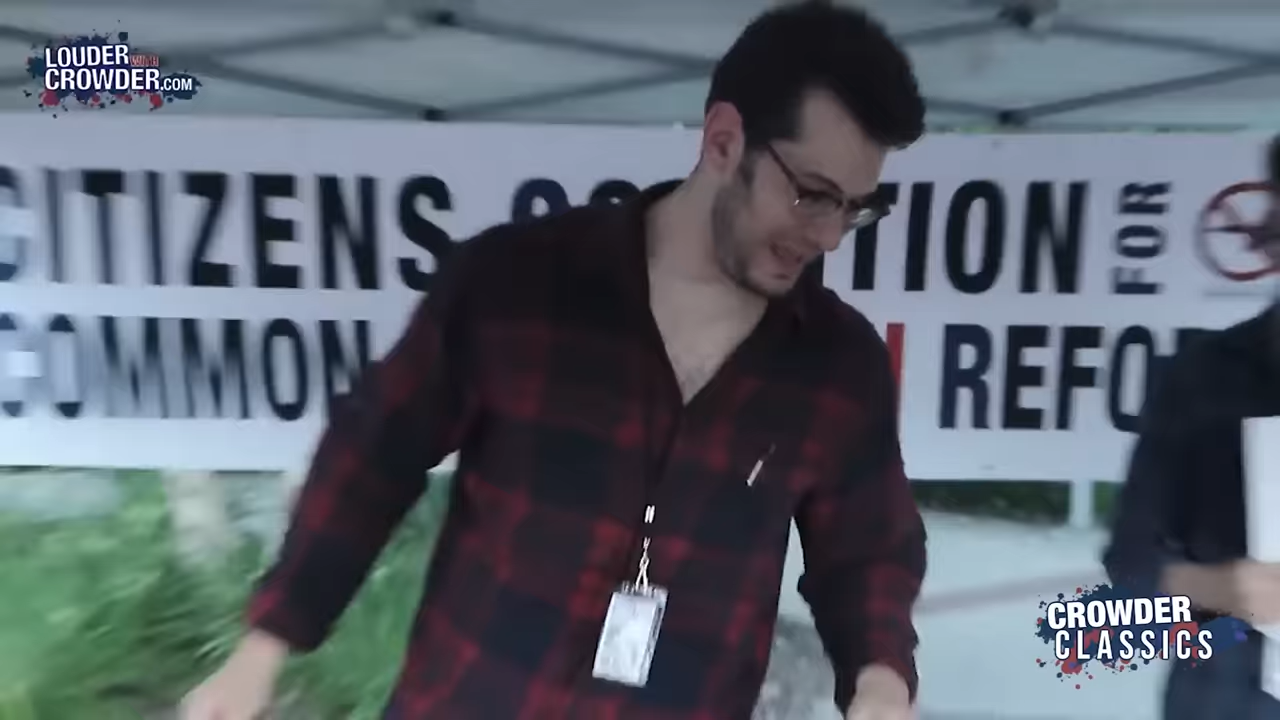 LOUDER WITH
CROWDER.COM
CITIZENS TION FOR
COMMON REFO
CROWDER
CLASSICS